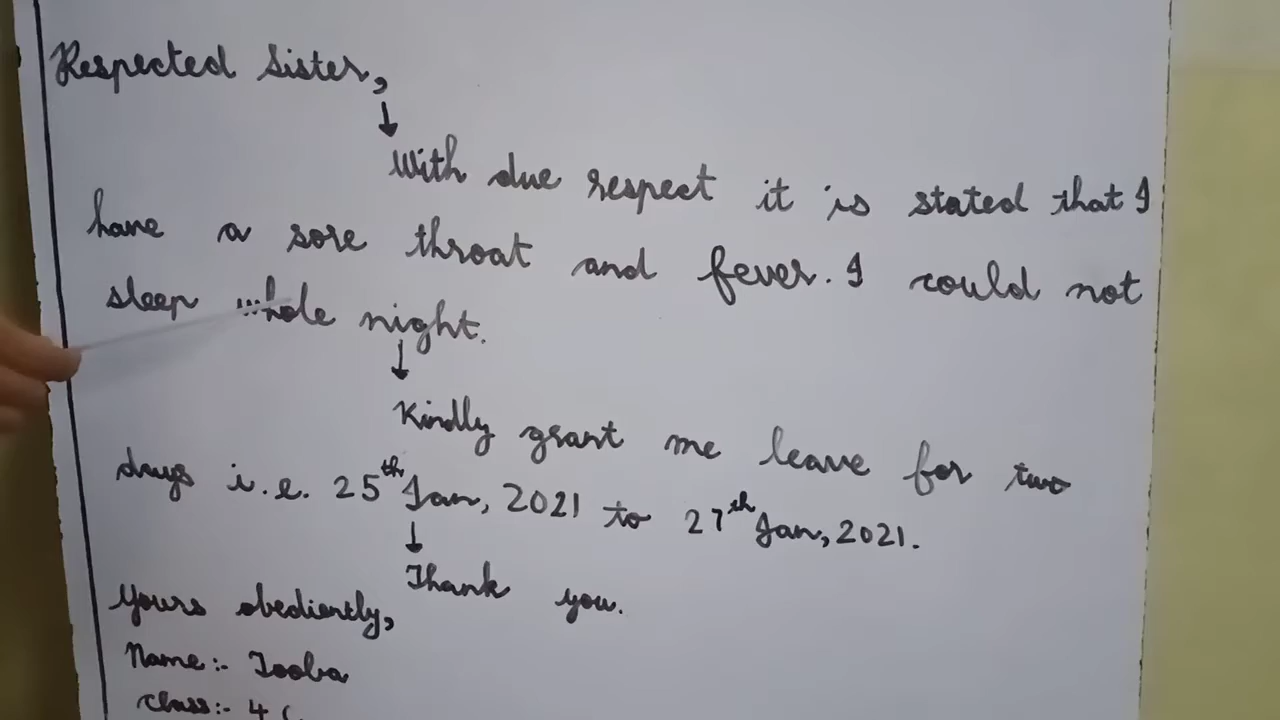 Respected Sister,
With due respect it is stated that I
have a sore throat and fever. I could not
sleep whole night.
Kindly grant me leave for two
days i.e. 25th Jan, 2021 to 27th Jan, 2021.
Thank you.
Yours obediently,
Name:- Tooba
Class:- 4